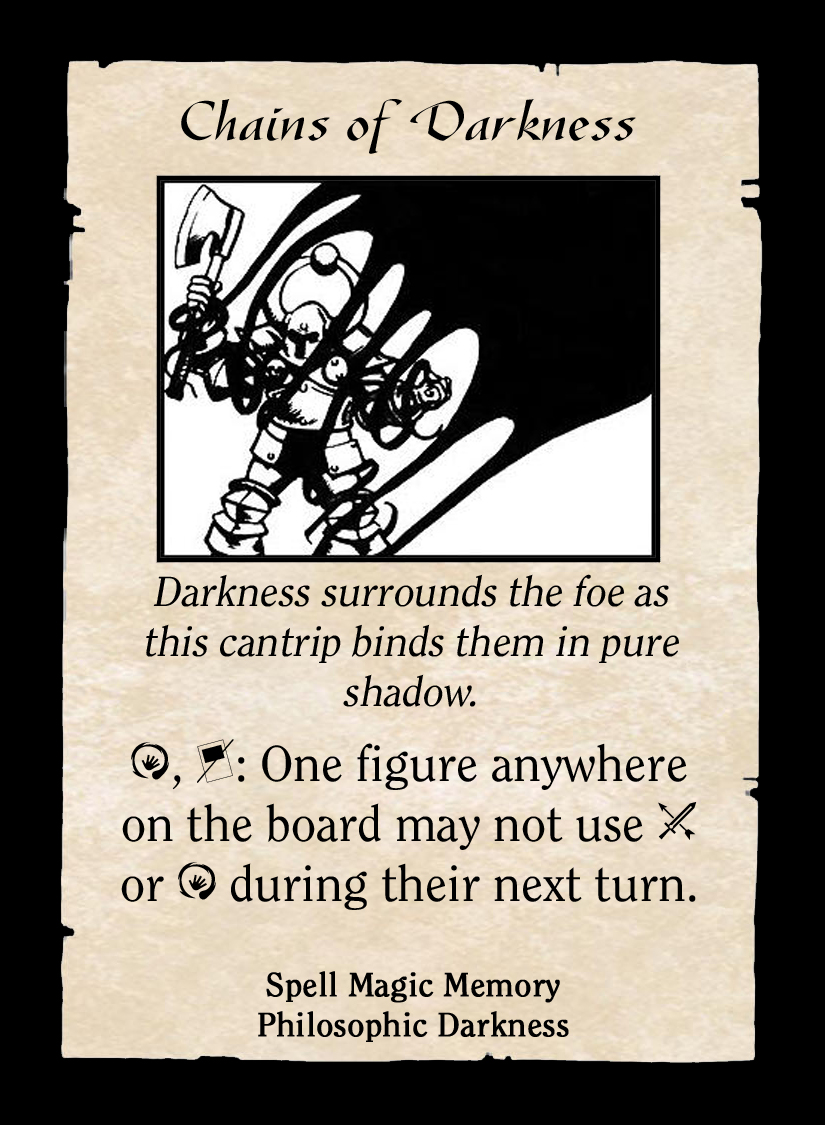 Chains of Darkness
Darkness surrounds the foe as
this cantrip binds them in pure
shadow.
, : One figure anywhere
on the board may not use
or during their next turn.
Spell Magic Memory
Philosophic Darkness